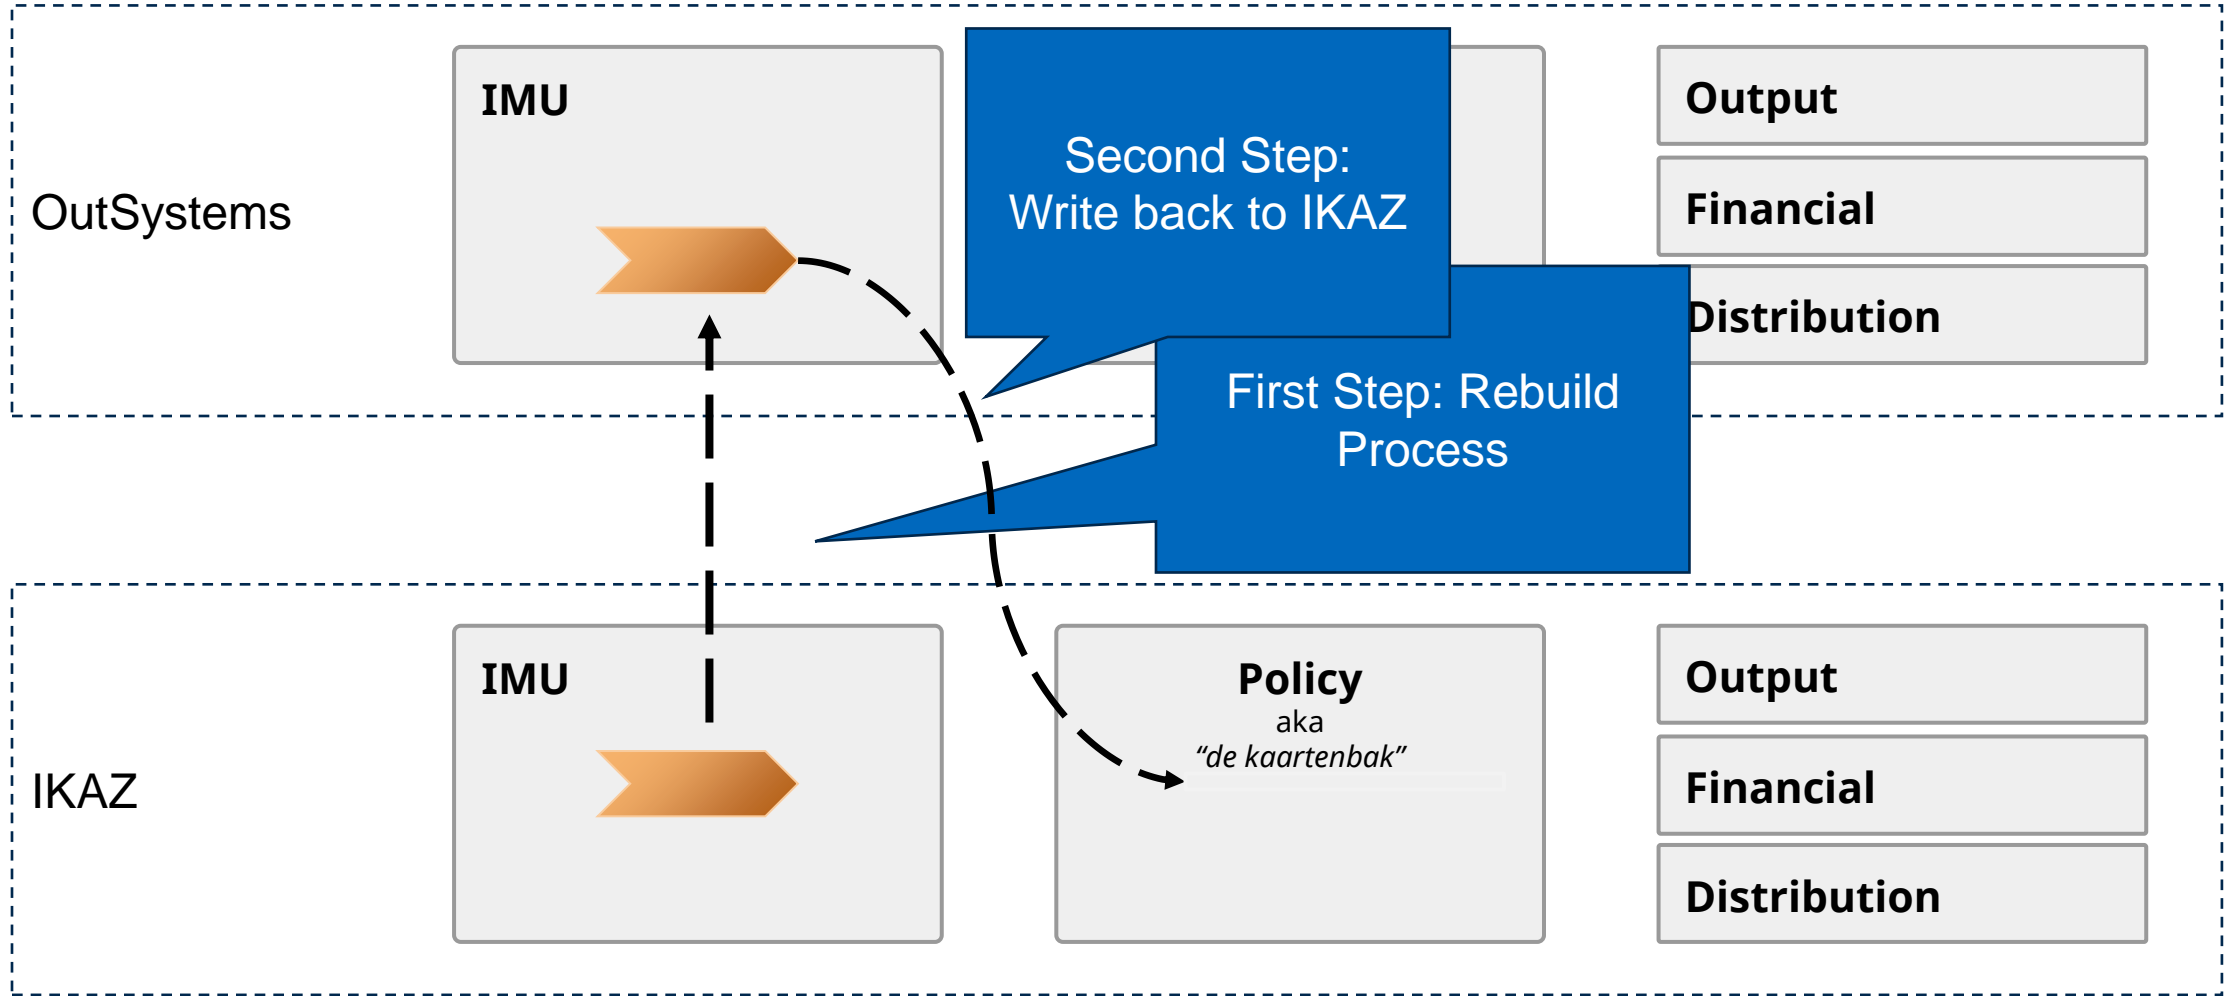 OutSystems
IMU
Second Step:
Write back to IKAZ
Output
Financial
Distribution
First Step: Rebuild
Process
IKAZ
IMU
Policy
aka
“de kaartenbak”
Output
Financial
Distribution